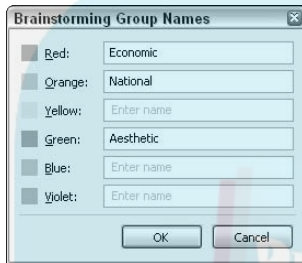 Brainstorming Group Names
Red: Economic
Orange: National
Yellow: Enter name
Green: Aesthetic
Blue: Enter name
Violet: Enter name
OK Cancel